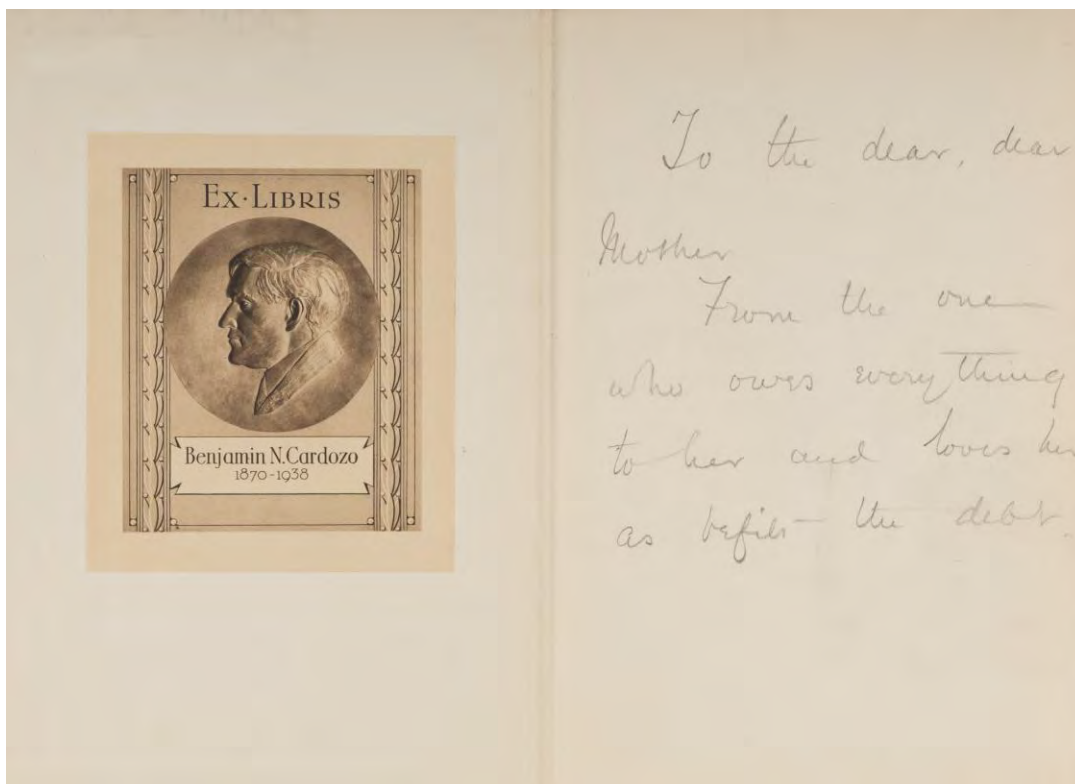 EX·LIBRIS
Benjamin N. Cardozo
1870-1938
To the dear, dear
Mother
From the one
who owes everything
to her and loves her
as befits the debt.